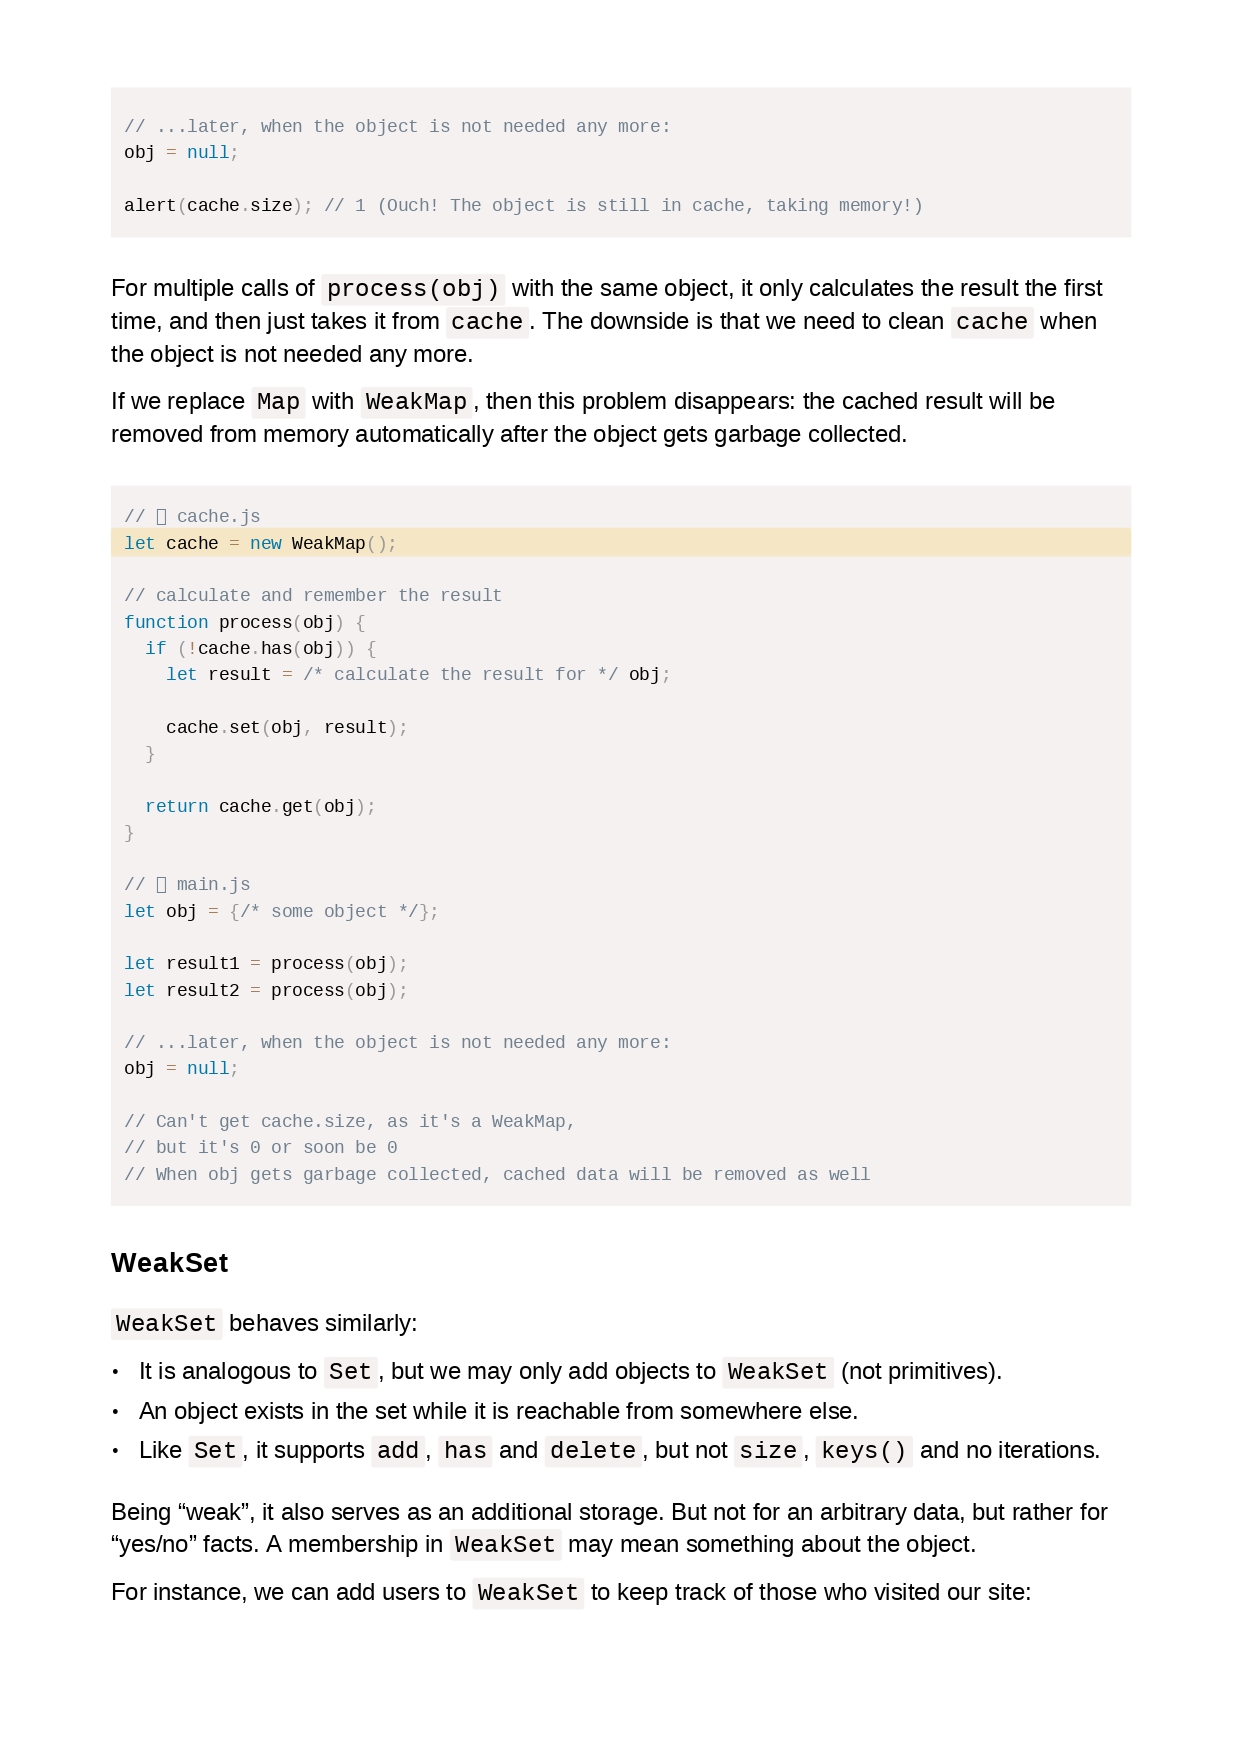 // ...later, when the object is not needed any more:
obj = null;
alert(cache.size); // 1 (Ouch! The object is still in cache, taking memory!)
For multiple calls of process(obj) with the same object, it only calculates the result the first
time, and then just takes it from cache. The downside is that we need to clean cache when
the object is not needed any more.
If we replace Map with WeakMap, then this problem disappears: the cached result will be
removed from memory automatically after the object gets garbage collected.
// ▯ cache.js
let cache = new WeakMap();
// calculate and remember the result
function process(obj) {
  if (!cache.has(obj)) {
    let result = /* calculate the result for */ obj;
    cache.set(obj, result);
  }
  return cache.get(obj);
}
// ▯ main.js
let obj = {/* some object */};
let result1 = process(obj);
let result2 = process(obj);
// ...later, when the object is not needed any more:
obj = null;
// Can't get cache.size, as it's a WeakMap,
// but it's 0 or soon be 0
// When obj gets garbage collected, cached data will be removed as well
WeakSet
WeakSet behaves similarly:
• It is analogous to Set, but we may only add objects to WeakSet (not primitives).
• An object exists in the set while it is reachable from somewhere else.
• Like Set, it supports add, has and delete, but not size, keys() and no iterations.
Being “weak”, it also serves as an additional storage. But not for an arbitrary data, but rather for
“yes/no” facts. A membership in WeakSet may mean something about the object.
For instance, we can add users to WeakSet to keep track of those who visited our site: